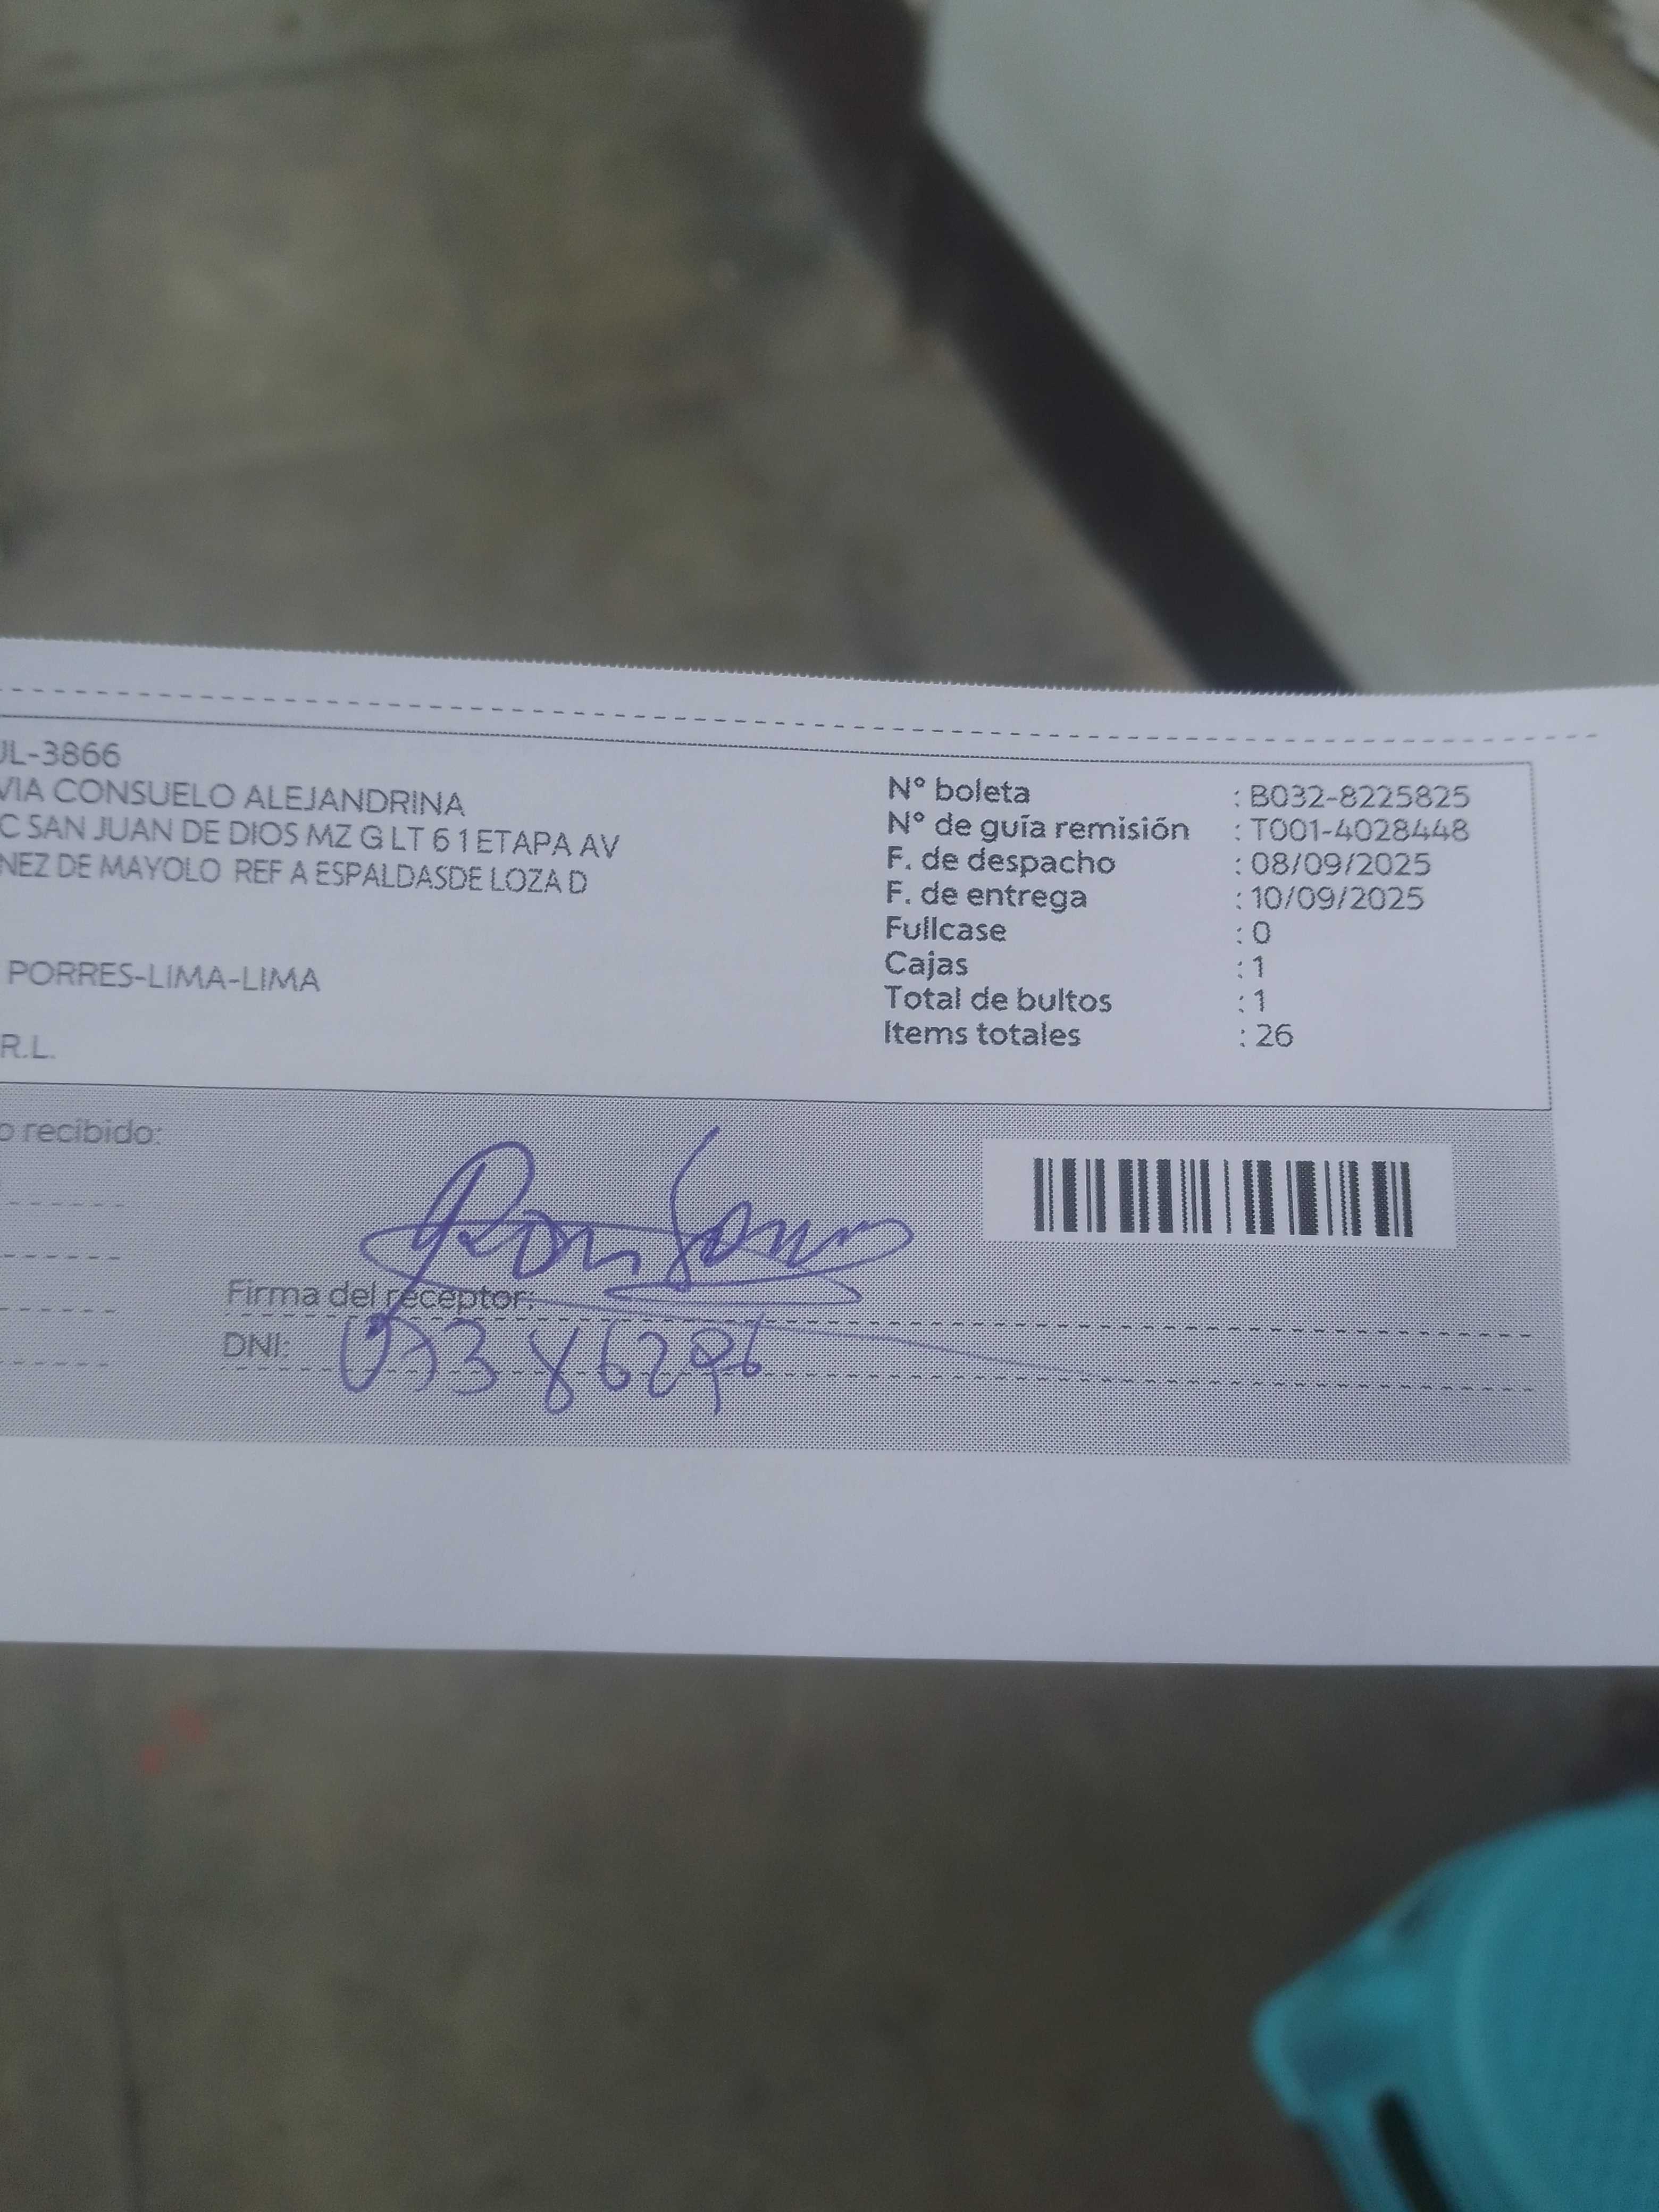 JL-3866
VIA CONSUELO ALEJANDRINA
C SAN JUAN DE DIOS MZ G LT 6 1 ETAPA AV
NEZ DE MAYOLO REF A ESPALDASDE LOZA D
PORRES-LIMA-LIMA
R.L.
N° boleta : B032-8225825
N° de guía remisión : T001-4028448
F. de despacho : 08/09/2025
F. de entrega : 10/09/2025
Fullcase : 0
Cajas : 1
Total de bultos : 1
Items totales : 26
o recibido:
Firma del receptor:
DNI: